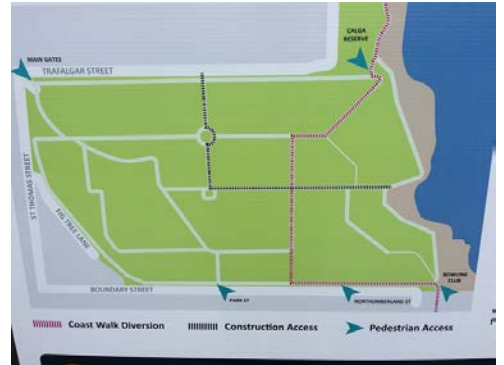 CALGA
RESERVE
MAIN GATES
TRAFALGAR STREET
ST THOMAS STREET
FIG TREE LANE
BOWLING
CLUB
BOUNDARY STREET
PARK ST
NORTHUMBERLAND ST
Coast Walk Diversion
Construction Access
Pedestrian Access